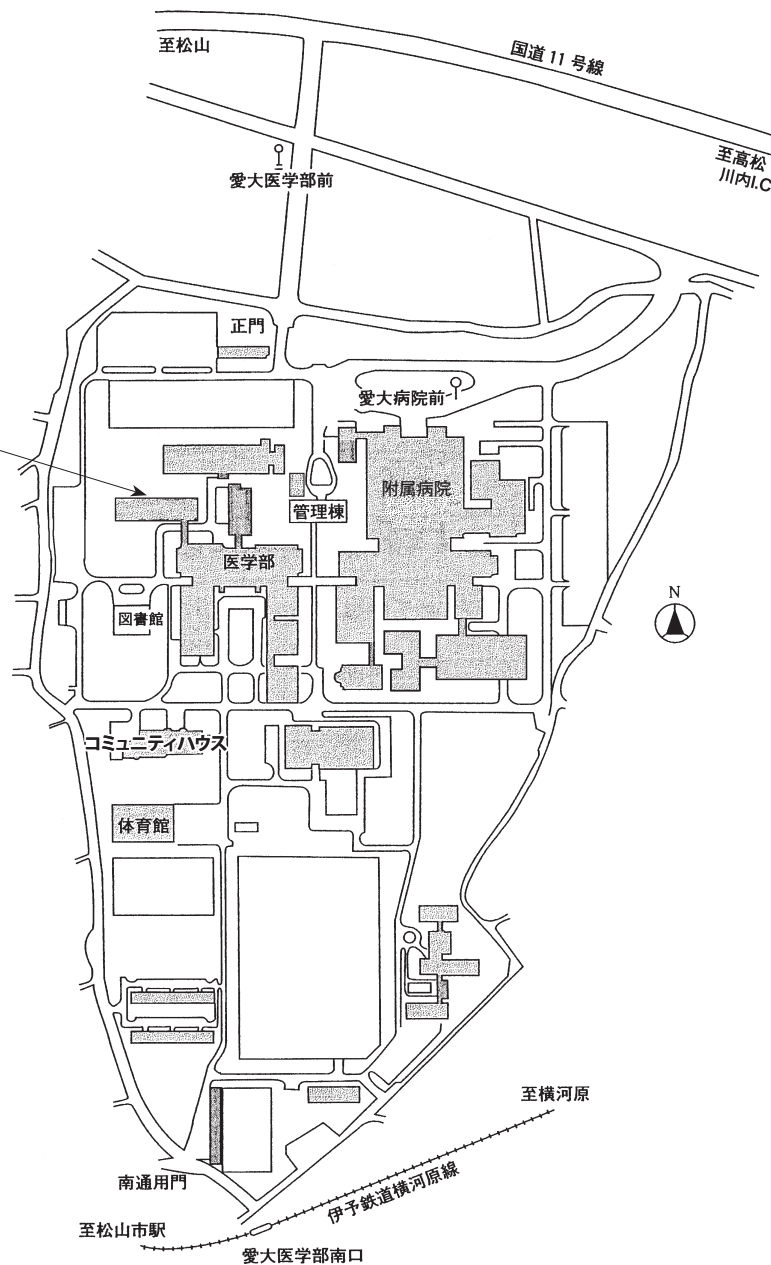 至松山
国道11号線
至高松
川内I.C
愛大医学部前
正門
愛大病院前
附属病院
管理棟
医学部
図書館
N
コミュニティハウス
体育館
至横河原
南通用門
伊予鉄道横河原線
至松山市駅
愛大医学部南口